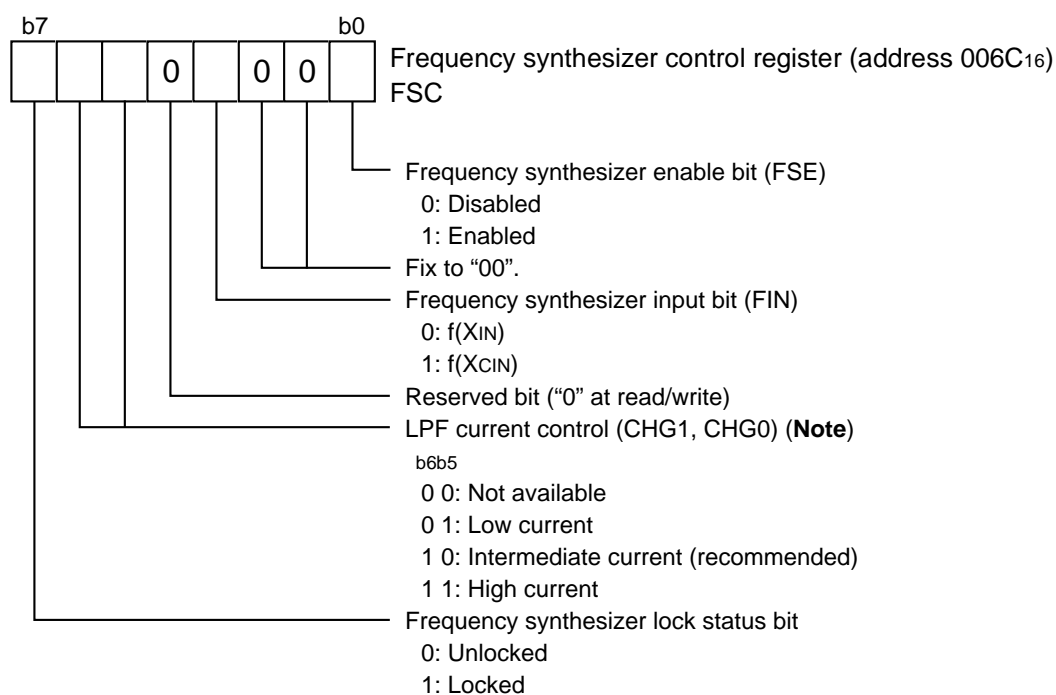 b7 b0
0 0 0
Frequency synthesizer control register (address 006C16)
FSC
Frequency synthesizer enable bit (FSE)
0: Disabled
1: Enabled
Fix to “00”.
Frequency synthesizer input bit (FIN)
0: f(XIN)
1: f(XCIN)
Reserved bit (“0” at read/write)
LPF current control (CHG1, CHG0) (Note)
b6b5
0 0: Not available
0 1: Low current
1 0: Intermediate current (recommended)
1 1: High current
Frequency synthesizer lock status bit
0: Unlocked
1: Locked